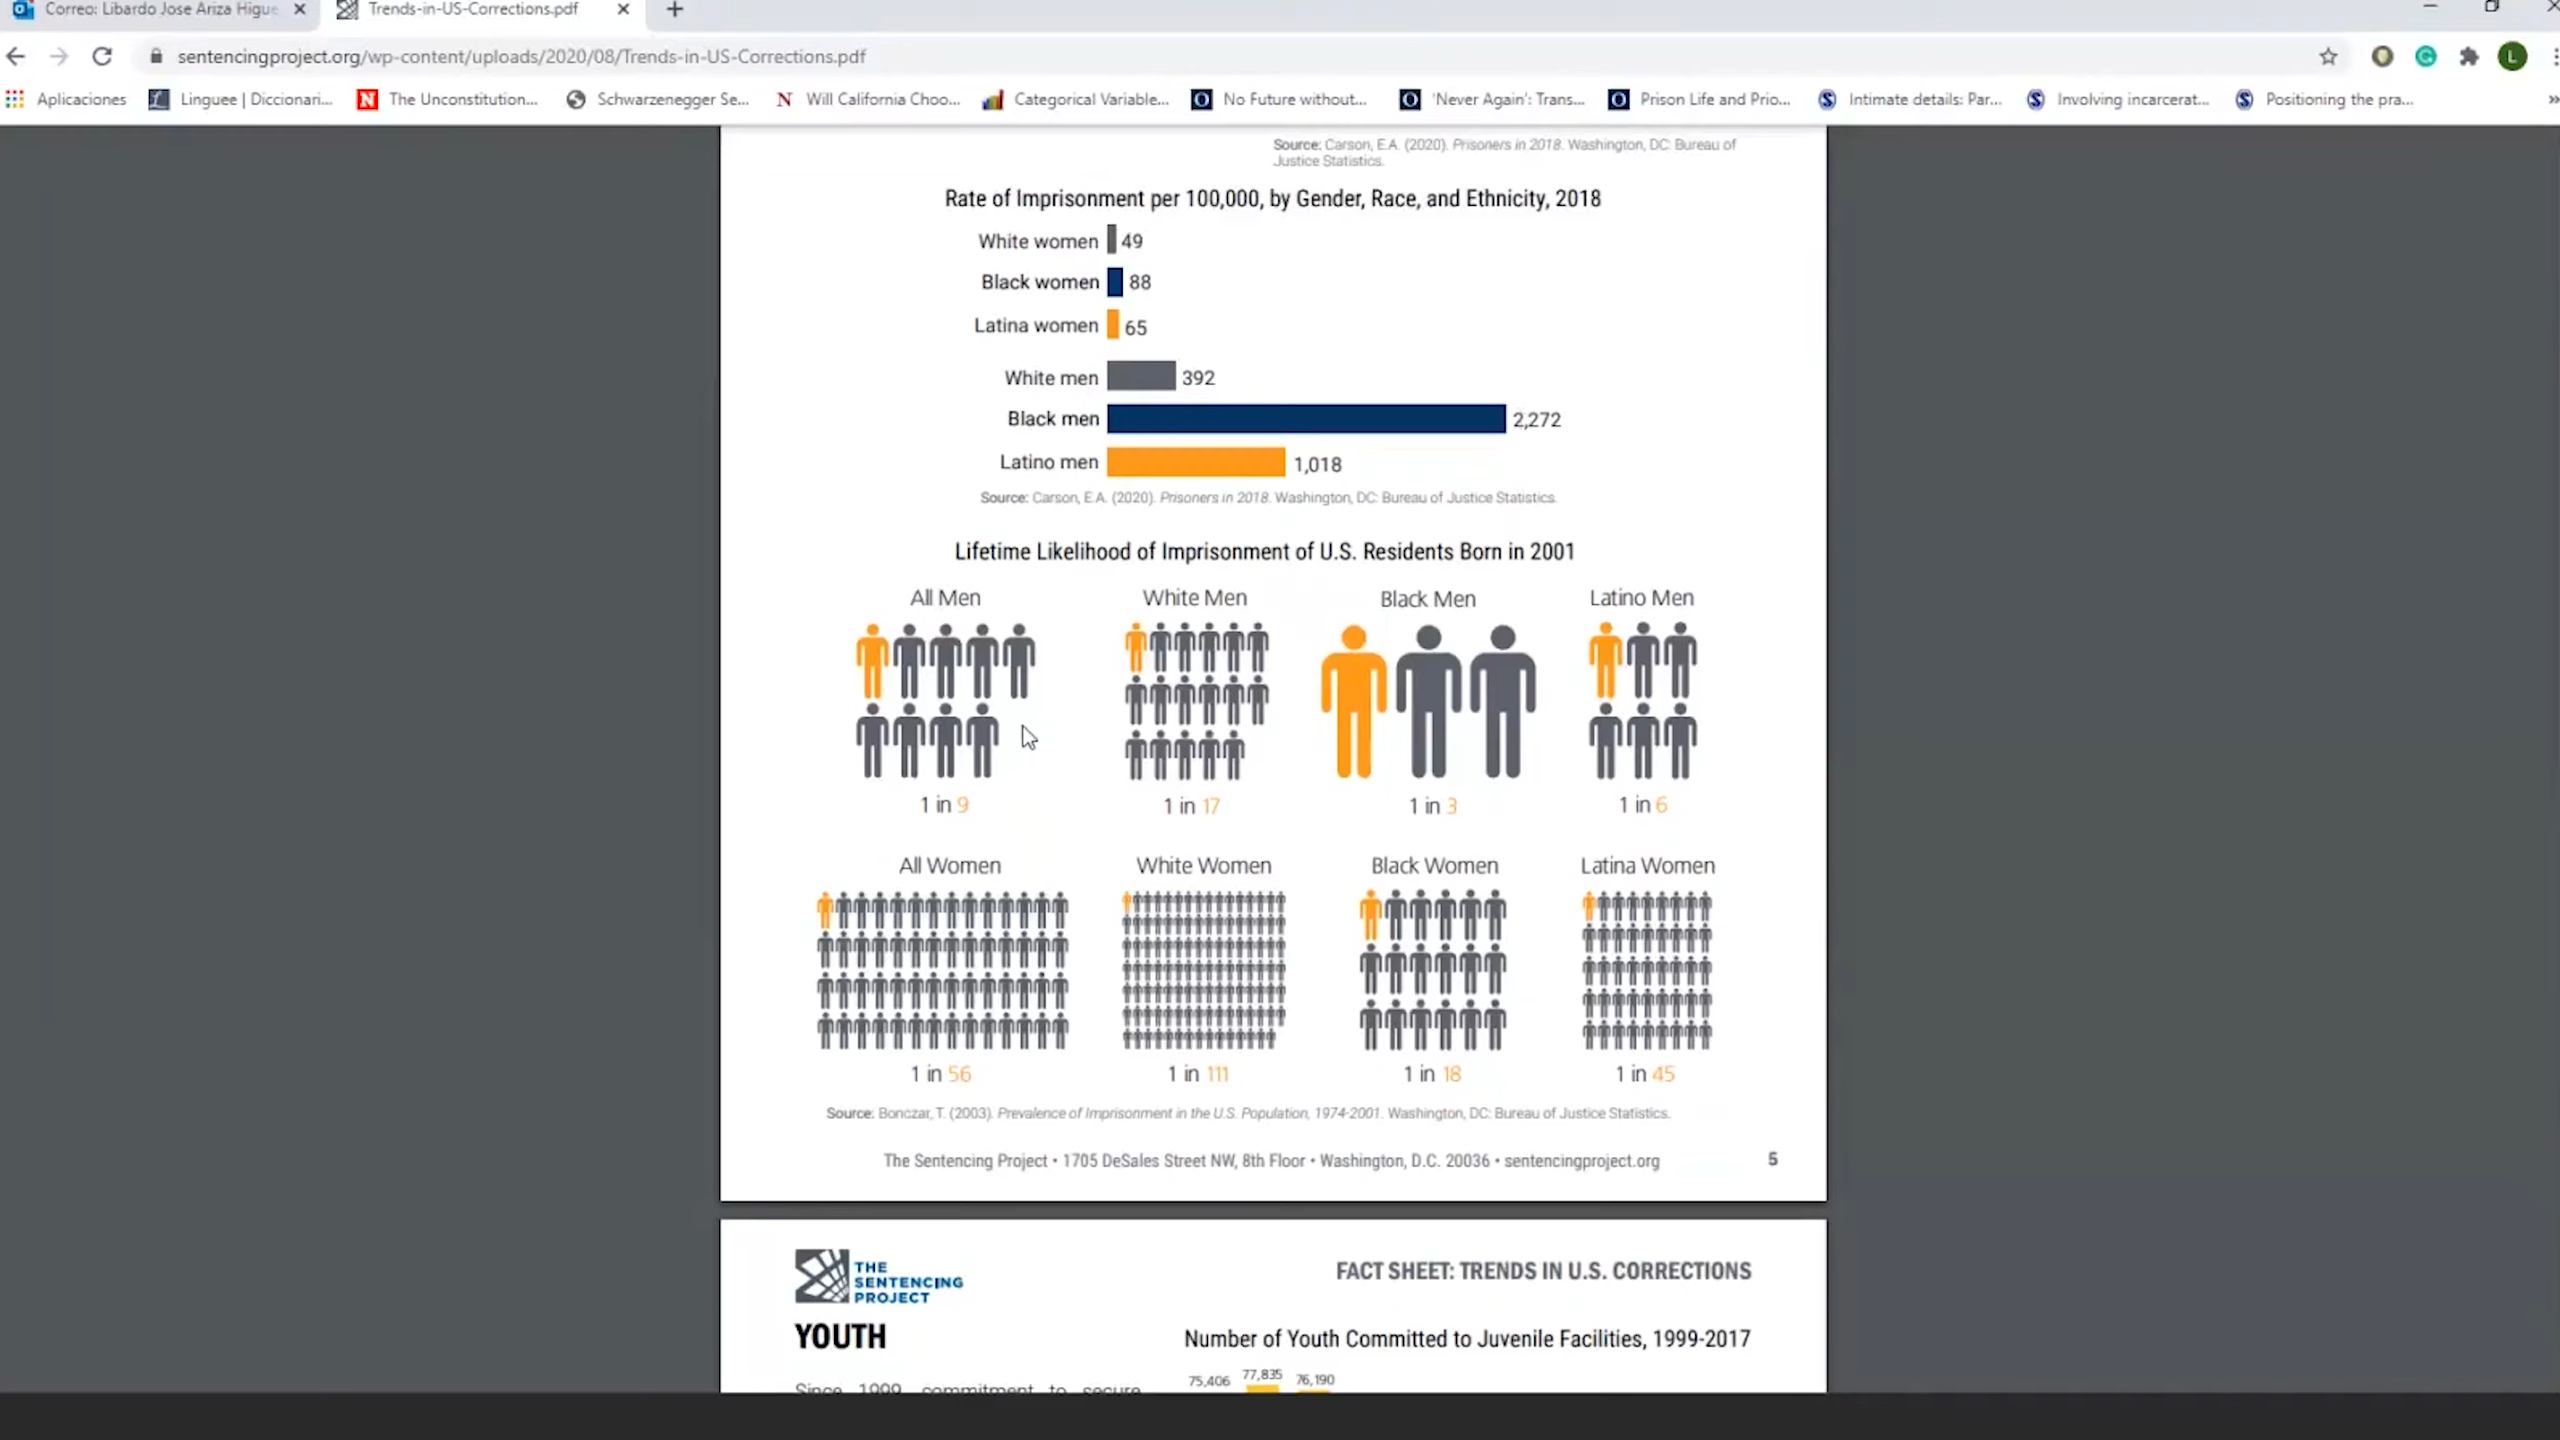 Correo: Libardo Jose Ariza Higue
Trends-in-US-Corrections.pdf
sentencingproject.org/wp-content/uploads/2020/08/Trends-in-US-Corrections.pdf
L
Aplicaciones
Linguee | Diccionari...
The Unconstitution...
Schwarzenegger Se...
Will California Choo...
Categorical Variable...
No Future without...
'Never Again': Trans...
Prison Life and Prio...
Intimate details: Par...
Involving incarcerat...
Positioning the pra...
Source: Carson, E.A. (2020). Prisoners in 2018. Washington, DC: Bureau of
Justice Statistics.
Rate of Imprisonment per 100,000, by Gender, Race, and Ethnicity, 2018
White women 49
Black women 88
Latina women 65
White men 392
Black men 2,272
Latino men 1,018
Source: Carson, E.A. (2020). Prisoners in 2018. Washington, DC: Bureau of Justice Statistics.
Lifetime Likelihood of Imprisonment of U.S. Residents Born in 2001
All Men White Men Black Men Latino Men
1 in 9 1 in 17 1 in 3 1 in 6
All Women White Women Black Women Latina Women
1 in 56 1 in 111 1 in 18 1 in 45
Source: Bonczar, T. (2003). Prevalence of Imprisonment in the U.S. Population, 1974-2001. Washington, DC: Bureau of Justice Statistics.
The Sentencing Project • 1705 DeSales Street NW, 8th Floor • Washington, D.C. 20036 • sentencingproject.org 5
THE
SENTENCING
PROJECT
FACT SHEET: TRENDS IN U.S. CORRECTIONS
YOUTH
Number of Youth Committed to Juvenile Facilities, 1999-2017
75,406 77,835 76,190
Since 1999, commitment to secure